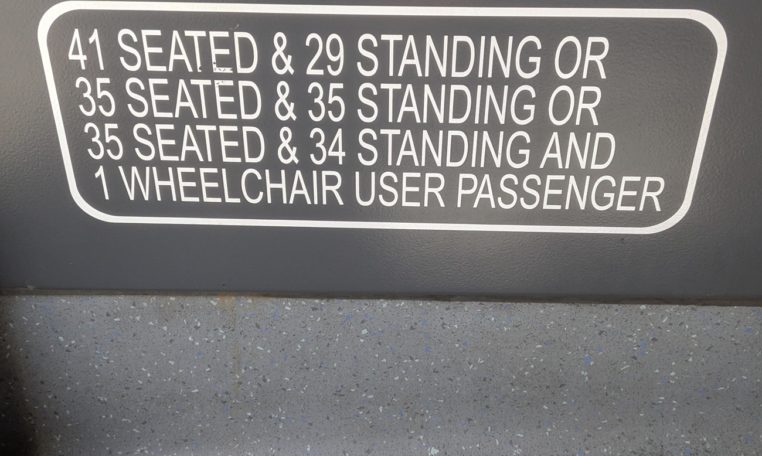 41 SEATED & 29 STANDING OR
35 SEATED & 35 STANDING OR
35 SEATED & 34 STANDING AND
1 WHEELCHAIR USER PASSENGER